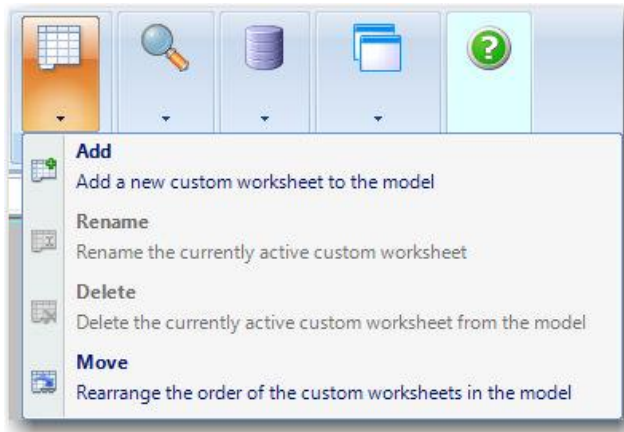 Add
Add a new custom worksheet to the model
Rename
Rename the currently active custom worksheet
Delete
Delete the currently active custom worksheet from the model
Move
Rearrange the order of the custom worksheets in the model